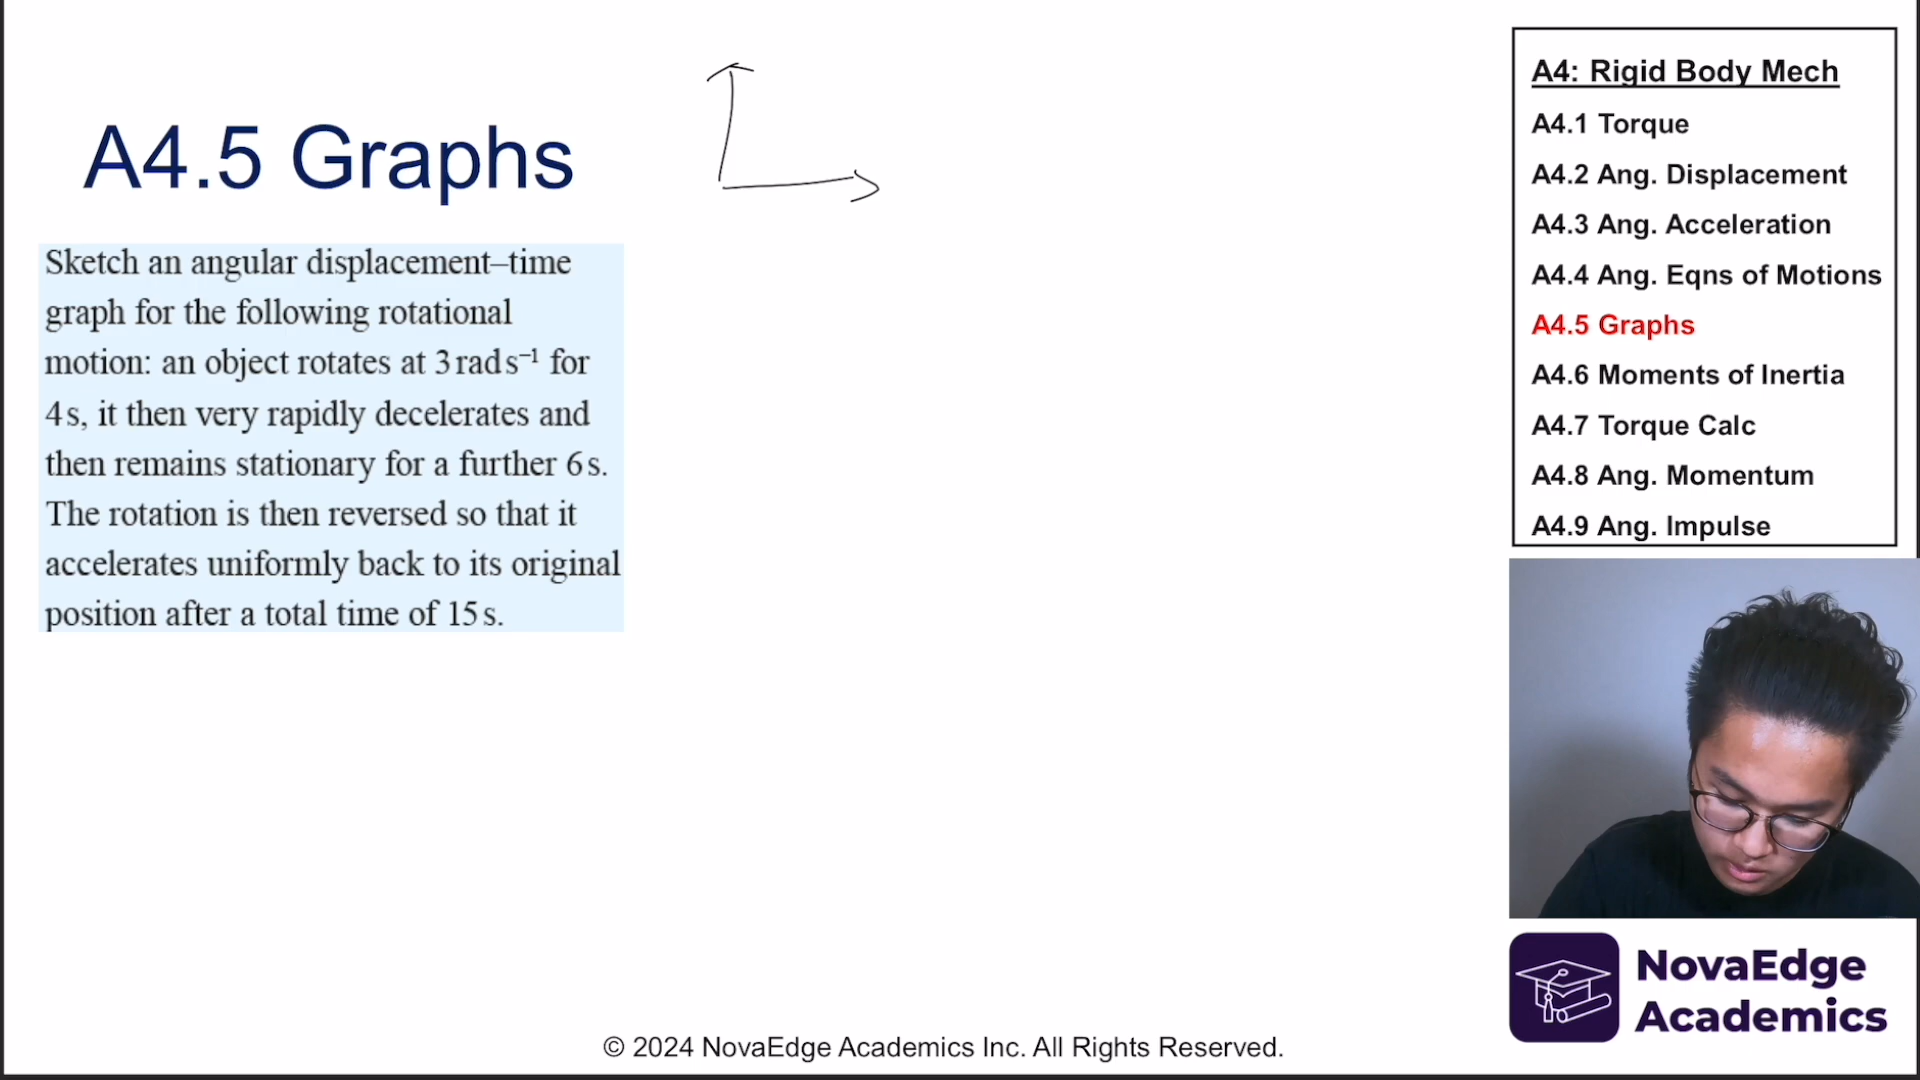 A4.5 Graphs
Sketch an angular displacement–time
graph for the following rotational
motion: an object rotates at 3 rad s⁻¹ for
4 s, it then very rapidly decelerates and
then remains stationary for a further 6 s.
The rotation is then reversed so that it
accelerates uniformly back to its original
position after a total time of 15 s.
A4: Rigid Body Mech
A4.1 Torque
A4.2 Ang. Displacement
A4.3 Ang. Acceleration
A4.4 Ang. Eqns of Motions
A4.5 Graphs
A4.6 Moments of Inertia
A4.7 Torque Calc
A4.8 Ang. Momentum
A4.9 Ang. Impulse
NovaEdge
Academics
© 2024 NovaEdge Academics Inc. All Rights Reserved.